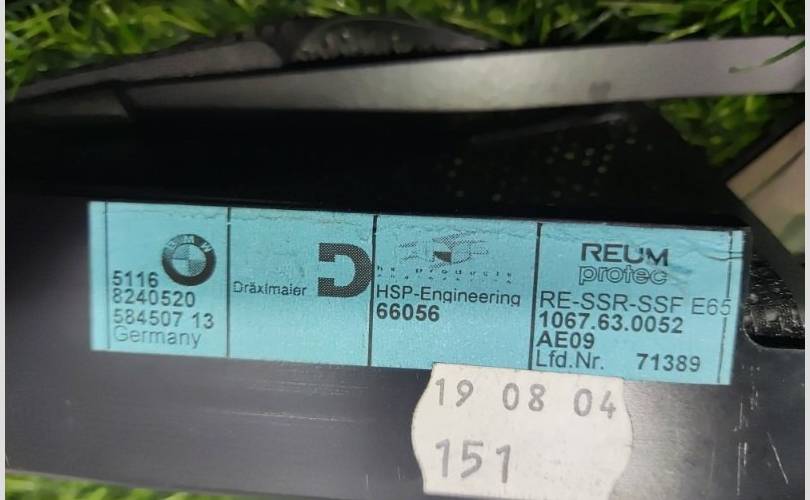 BMW
5116
8240520
584507 13
Germany
Dräxlmaier
HSP-Engineering
66056
REUM
protec
RE-SSR-SSF E65
1067.63.0052
AE09
Lfd.Nr. 71389
19 08 04
151